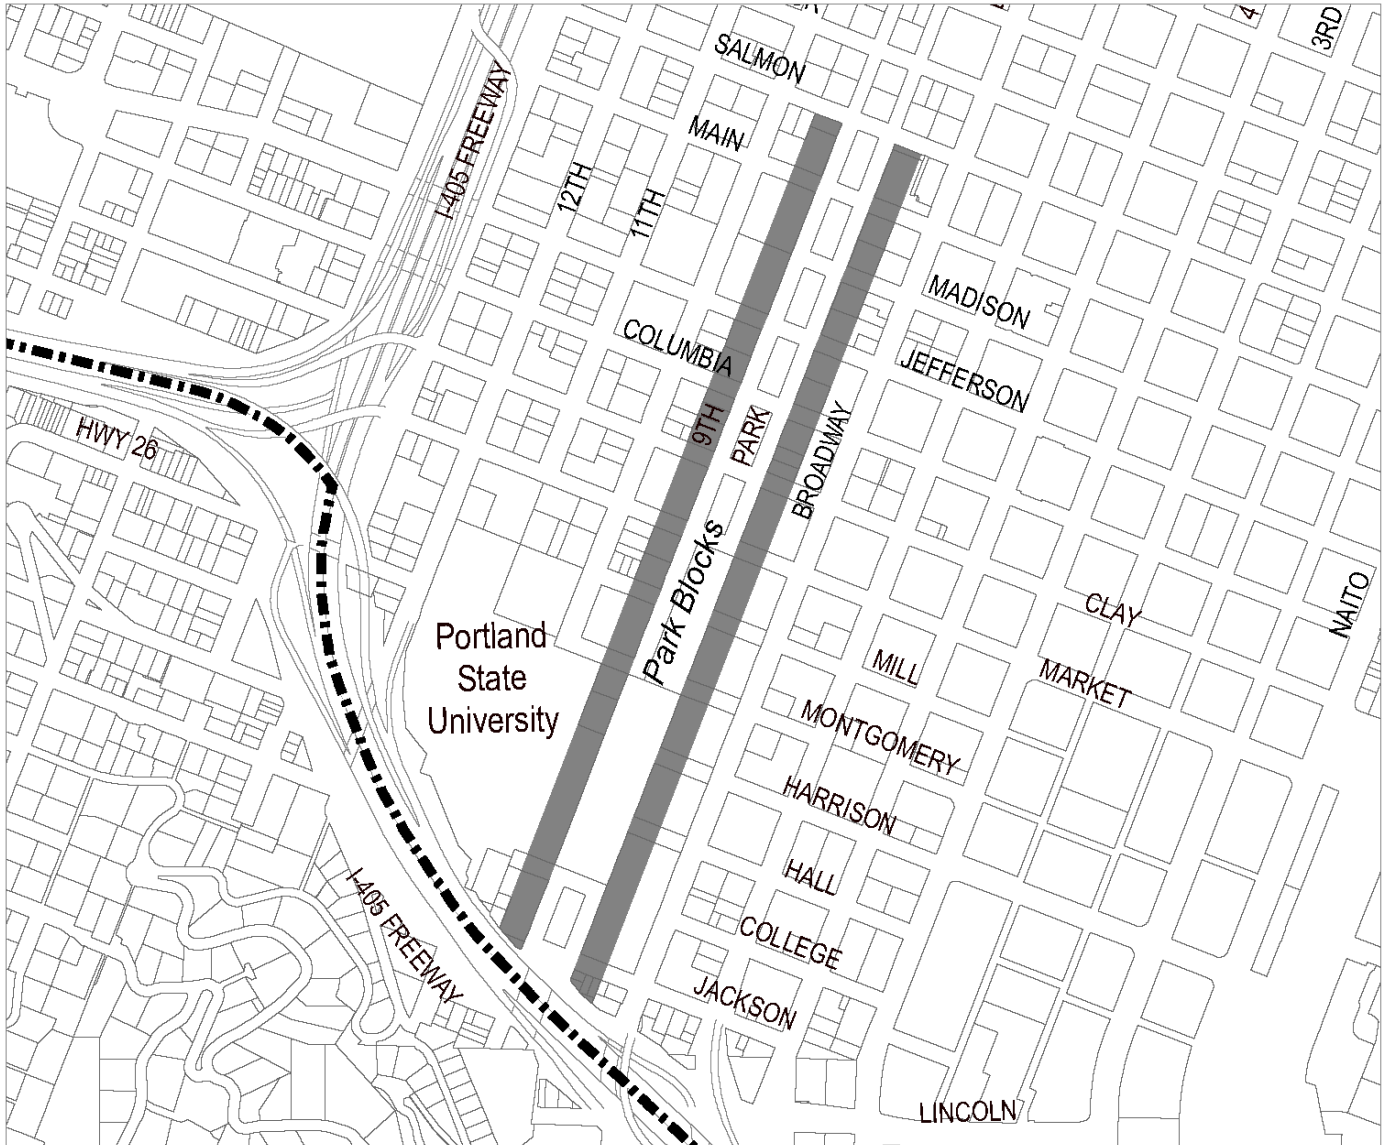 4
3RD
SALMON
I-405 FREEWAY
MAIN
12TH
11TH
MADISON
COLUMBIA
JEFFERSON
9TH
PARK
BROADWAY
HWY 26
Park Blocks
CLAY
NAITO
Portland
State
University
MILL
MARKET
MONTGOMERY
HARRISON
HALL
I-405 FREEWAY
COLLEGE
JACKSON
LINCOLN